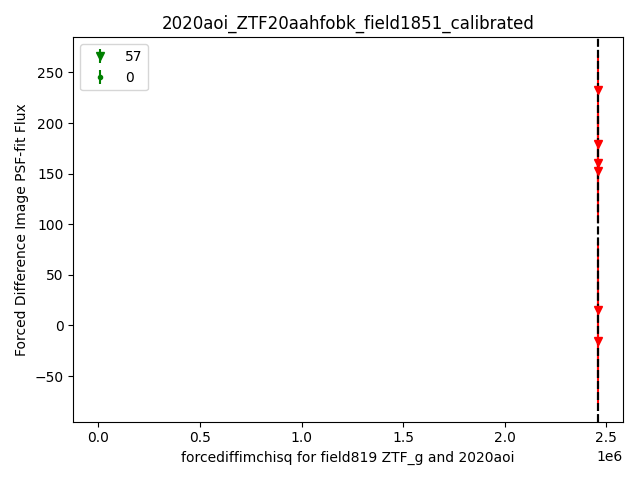 2020aoi_ZTF20aahfobk_field1851_calibrated
57
0
250
200
150
100
50
0
−50
Forced Difference Image PSF-fit Flux
0.0 0.5 1.0 1.5 2.0 2.5
1e6
forcediffimchisq for field819 ZTF_g and 2020aoi